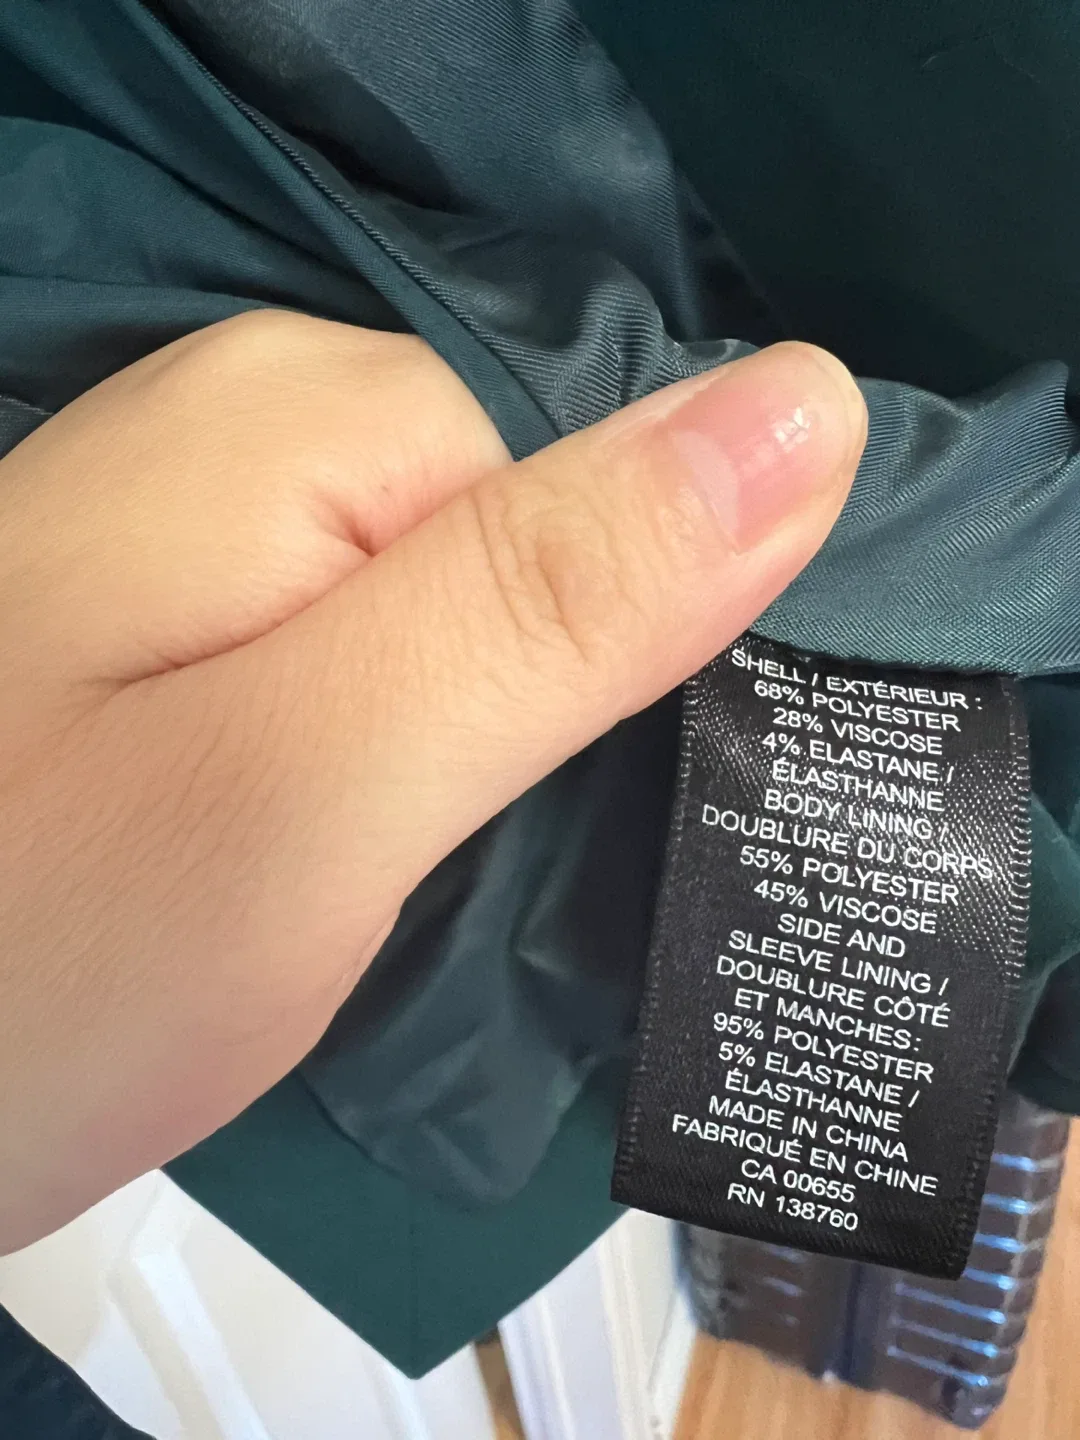 SHELL / EXTÉRIEUR :
68% POLYESTER
28% VISCOSE
4% ELASTANE /
ÉLASTHANNE
BODY LINING /
DOUBLURE DU CORPS
55% POLYESTER
45% VISCOSE
SIDE AND
SLEEVE LINING /
DOUBLURE CÔTÉ
ET MANCHES:
95% POLYESTER
5% ELASTANE /
ÉLASTHANNE
MADE IN CHINA
FABRIQUÉ EN CHINE
CA 00655
RN 138760